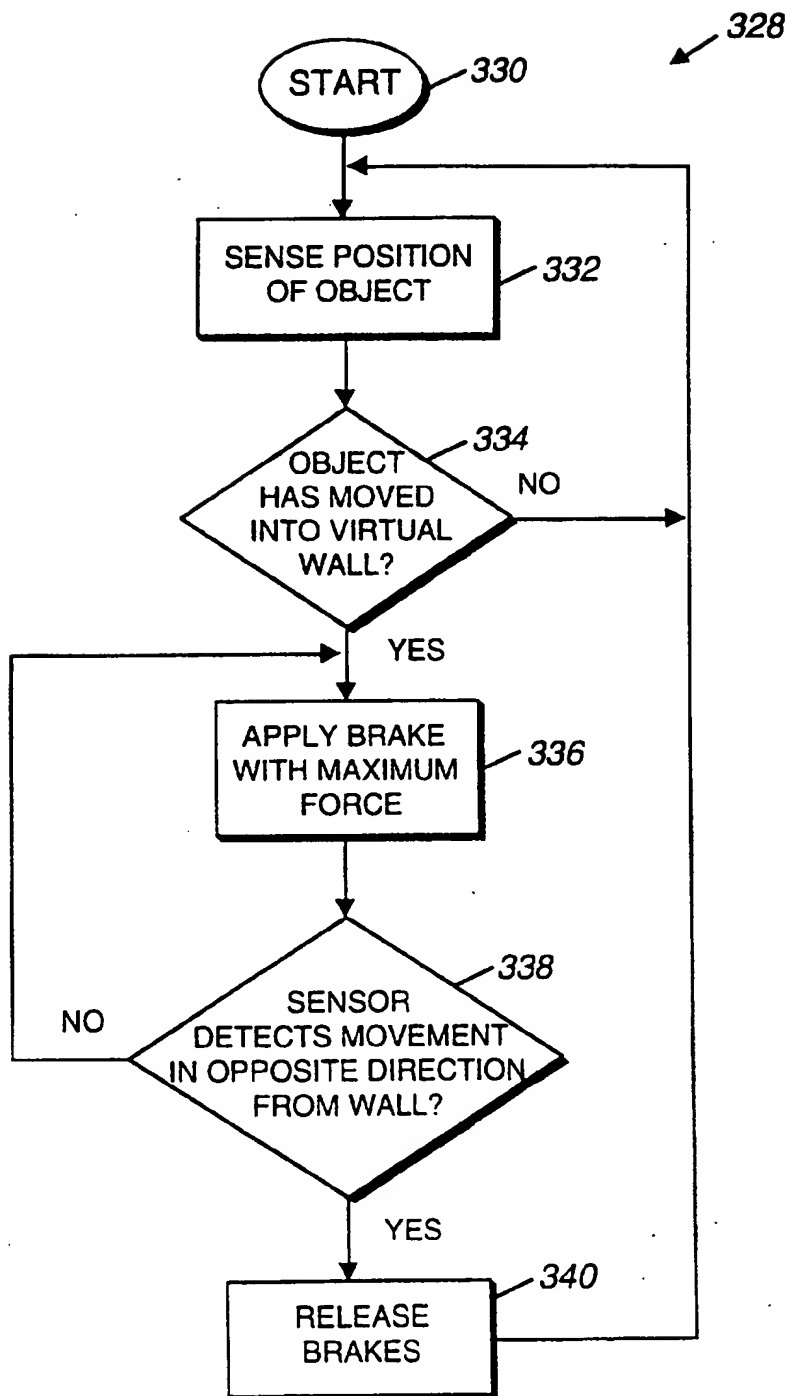 328
START
330
SENSE POSITION
OF OBJECT
332
334
OBJECT
HAS MOVED
INTO VIRTUAL
WALL?
NO
YES
APPLY BRAKE
WITH MAXIMUM
FORCE
336
338
SENSOR
DETECTS MOVEMENT
IN OPPOSITE DIRECTION
FROM WALL?
NO
YES
340
RELEASE
BRAKES